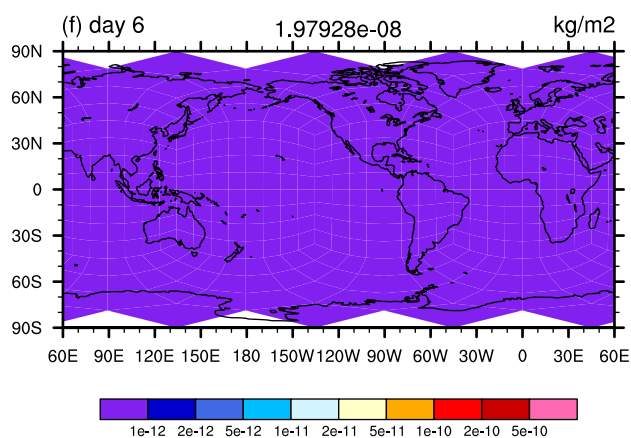 (f) day 6 1.97928e-08 kg/m2
90N
60N
30N
0
30S
60S
90S
60E 90E 120E 150E 180 150W 120W 90W 60W 30W 0 30E 60E
1e-12 2e-12 5e-12 1e-11 2e-11 5e-11 1e-10 2e-10 5e-10